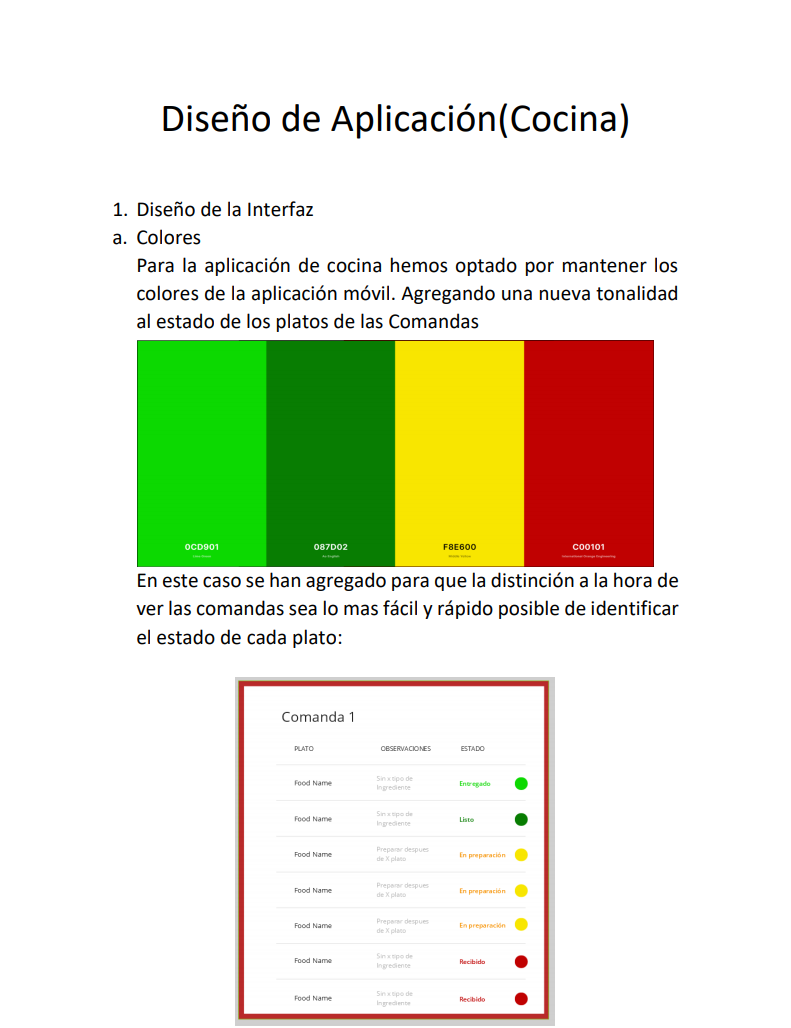 Diseño de Aplicación(Cocina)
1. Diseño de la Interfaz
a. Colores
Para la aplicación de cocina hemos optado por mantener los
colores de la aplicación móvil. Agregando una nueva tonalidad
al estado de los platos de las Comandas
0CD901 087D02 F8E600 C00101
En este caso se han agregado para que la distinción a la hora de
ver las comandas sea lo mas fácil y rápido posible de identificar
el estado de cada plato:
Comanda 1
PLATO OBSERVACIONES ESTADO
Food Name Sin x tipo de Entregado
Ingrediente
Food Name Sin x tipo de Listo
Ingrediente
Food Name Preparar despues En preparación
de X plato
Food Name Preparar despues En preparación
de X plato
Food Name Preparar despues En preparación
de X plato
Food Name Sin x tipo de Recibido
Ingrediente
Food Name Sin x tipo de Recibido
Ingrediente